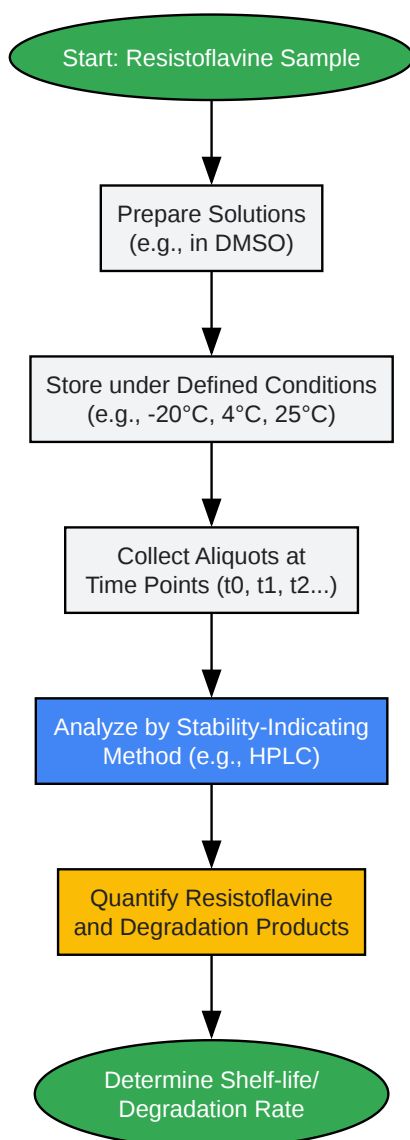 Start: Resistoflavine Sample
Prepare Solutions
(e.g., in DMSO)
Store under Defined Conditions
(e.g., -20°C, 4°C, 25°C)
Collect Aliquots at
Time Points (t0, t1, t2...)
Analyze by Stability-Indicating
Method (e.g., HPLC)
Quantify Resistoflavine
and Degradation Products
Determine Shelf-life/
Degradation Rate